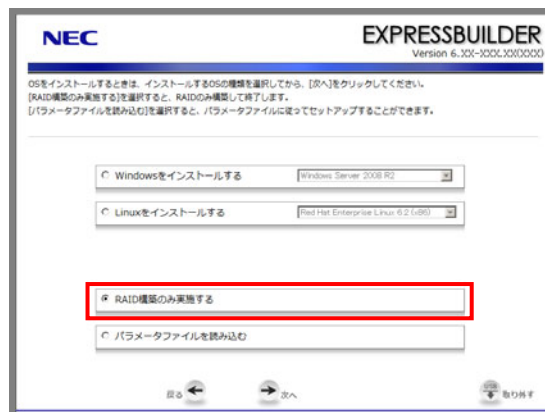 NEC
EXPRESSBUILDER
Version 6.XX-XXX.XX(XXX)
OSをインストールするときは、インストールするOSの種類を選択してから、[次へ]をクリックしてください。
[RAID構築のみ実施する]を選択すると、RAIDのみ構築して終了します。
[パラメータファイルを読み込む]を選択すると、パラメータファイルに従ってセットアップすることができます。
Windowsをインストールする
Windows Server 2008 R2
Linuxをインストールする
Red Hat Enterprise Linux 6.2 (x86)
RAID構築のみ実施する
パラメータファイルを読み込む
戻る
次へ
取り外す